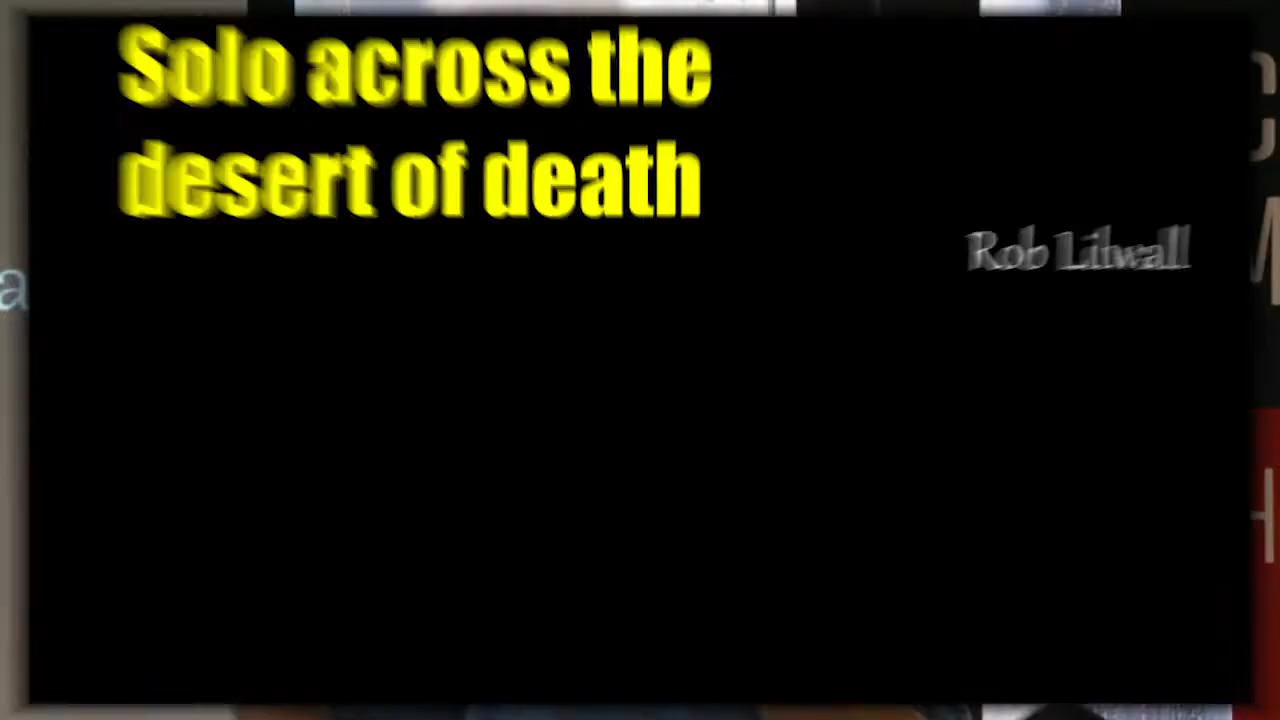 Solo across the
desert of death
Rob Lilwall